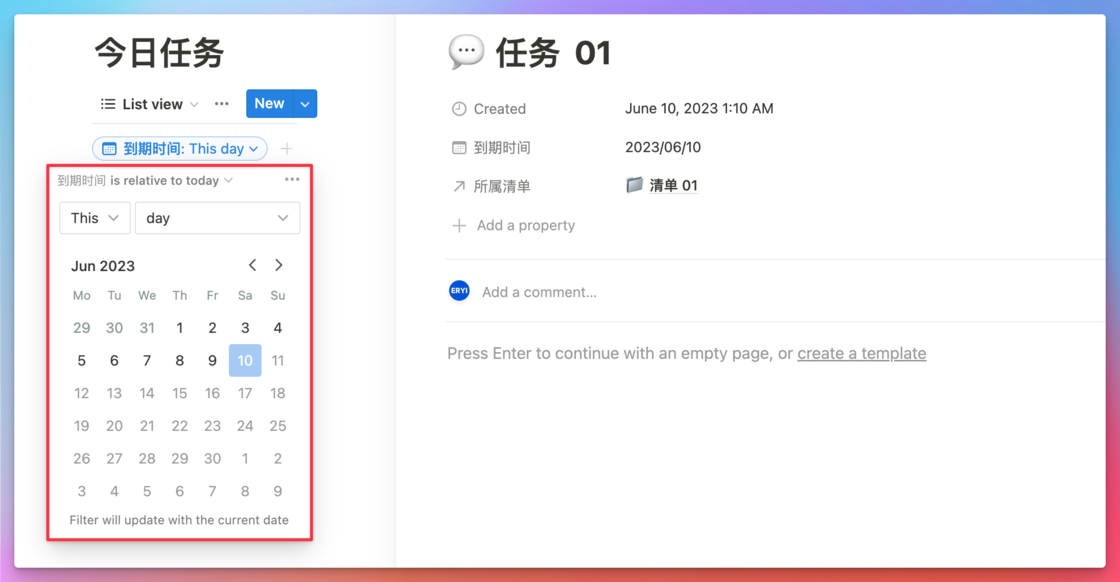 今日任务
List view
New
到期时间: This day
到期时间 is relative to today
This
day
Jun 2023
Mo Tu We Th Fr Sa Su
29 30 31 1 2 3 4
5 6 7 8 9 10 11
12 13 14 15 16 17 18
19 20 21 22 23 24 25
26 27 28 29 30 1 2
3 4 5 6 7 8 9
Filter will update with the current date
任务 01
Created June 10, 2023 1:10 AM
到期时间 2023/06/10
所属清单 清单 01
Add a property
ERYI
Add a comment...
Press Enter to continue with an empty page, or create a template